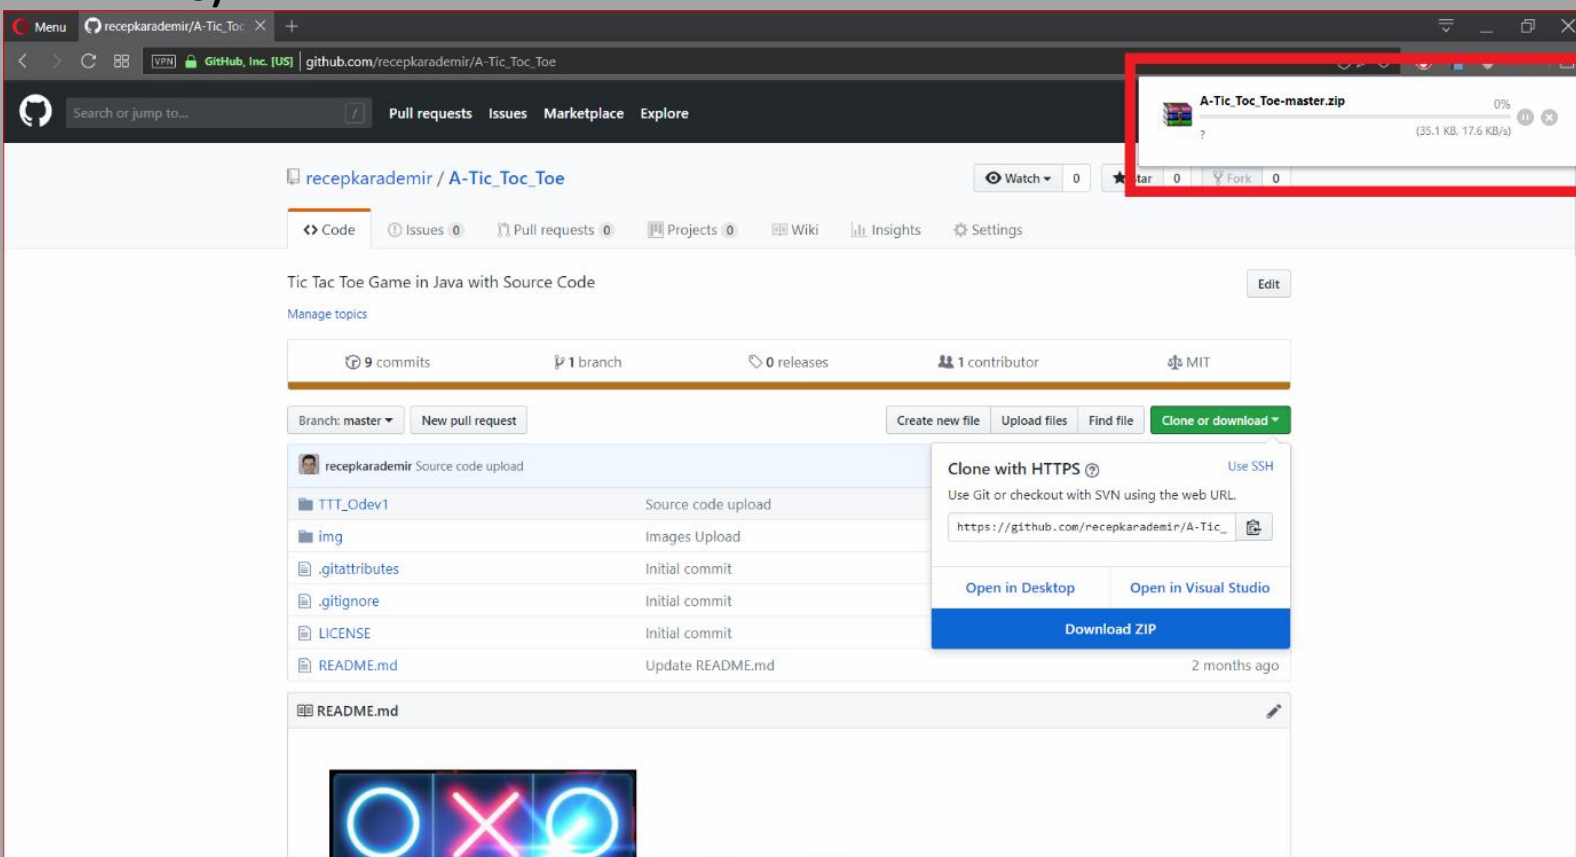 Menu recepkarademir/A-Tic_Toc
VPN GitHub, Inc. [US] github.com/recepkarademir/A-Tic_Toc_Toe
A-Tic_Toc_Toe-master.zip 0%
? (35.1 KB, 17.6 KB/s)
Search or jump to... / Pull requests Issues Marketplace Explore
recepkarademir / A-Tic_Toc_Toe Watch 0 Star 0 Fork 0
Code Issues 0 Pull requests 0 Projects 0 Wiki Insights Settings
Tic Tac Toe Game in Java with Source Code Edit
Manage topics
9 commits 1 branch 0 releases 1 contributor MIT
Branch: master New pull request Create new file Upload files Find file Clone or download
recepkarademir Source code upload
Clone with HTTPS Use SSH
Use Git or checkout with SVN using the web URL.
https://github.com/recepkarademir/A-Tic_
Open in Desktop Open in Visual Studio
Download ZIP
TTT_Odev1 Source code upload
img Images Upload
.gitattributes Initial commit
.gitignore Initial commit
LICENSE Initial commit
README.md Update README.md 2 months ago
README.md